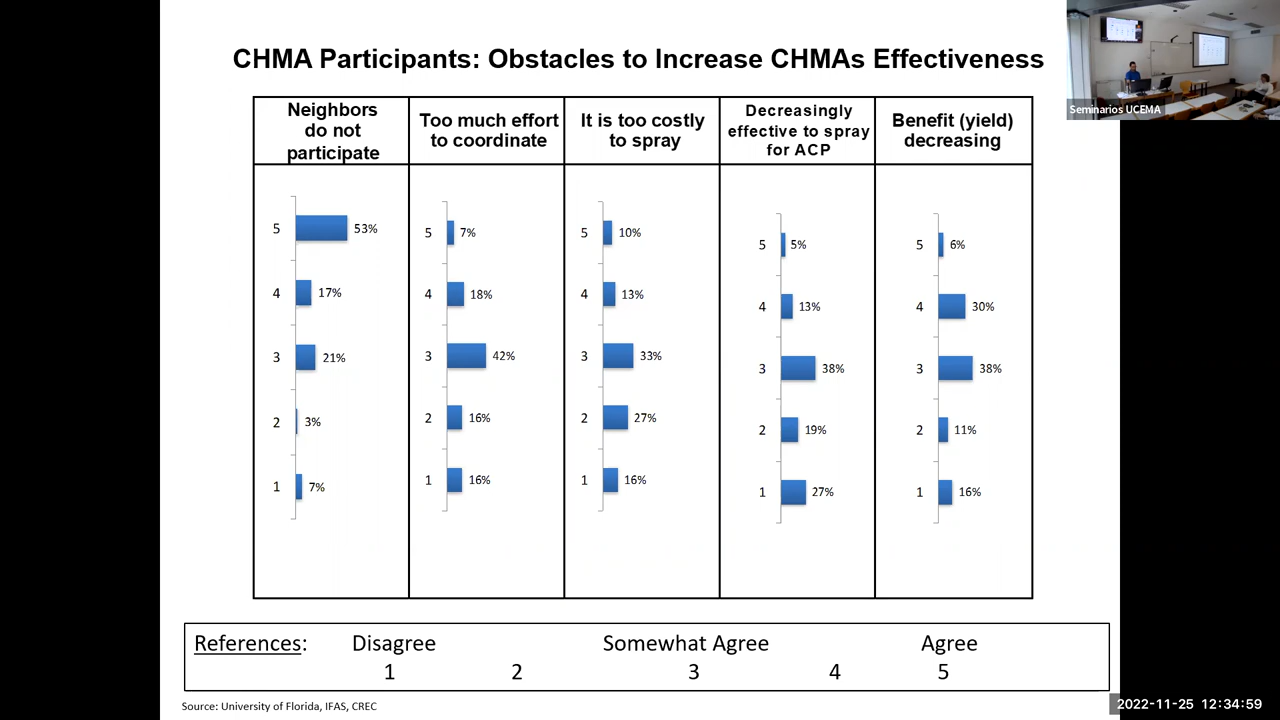 CHMA Participants: Obstacles to Increase CHMAs Effectiveness
Seminarios UCEMA
Neighbors
do not
participate
Too much effort
to coordinate
It is too costly
to spray
Decreasingly
effective to spray
for ACP
Benefit (yield)
decreasing
5 53%
4 17%
3 21%
2 3%
1 7%
5 7%
4 18%
3 42%
2 16%
1 16%
5 10%
4 13%
3 33%
2 27%
1 16%
5 5%
4 13%
3 38%
2 19%
1 27%
5 6%
4 30%
3 38%
2 11%
1 16%
References: Disagree Somewhat Agree Agree
1 2 3 4 5
Source: University of Florida, IFAS, CREC
2022-11-25 12:34:59